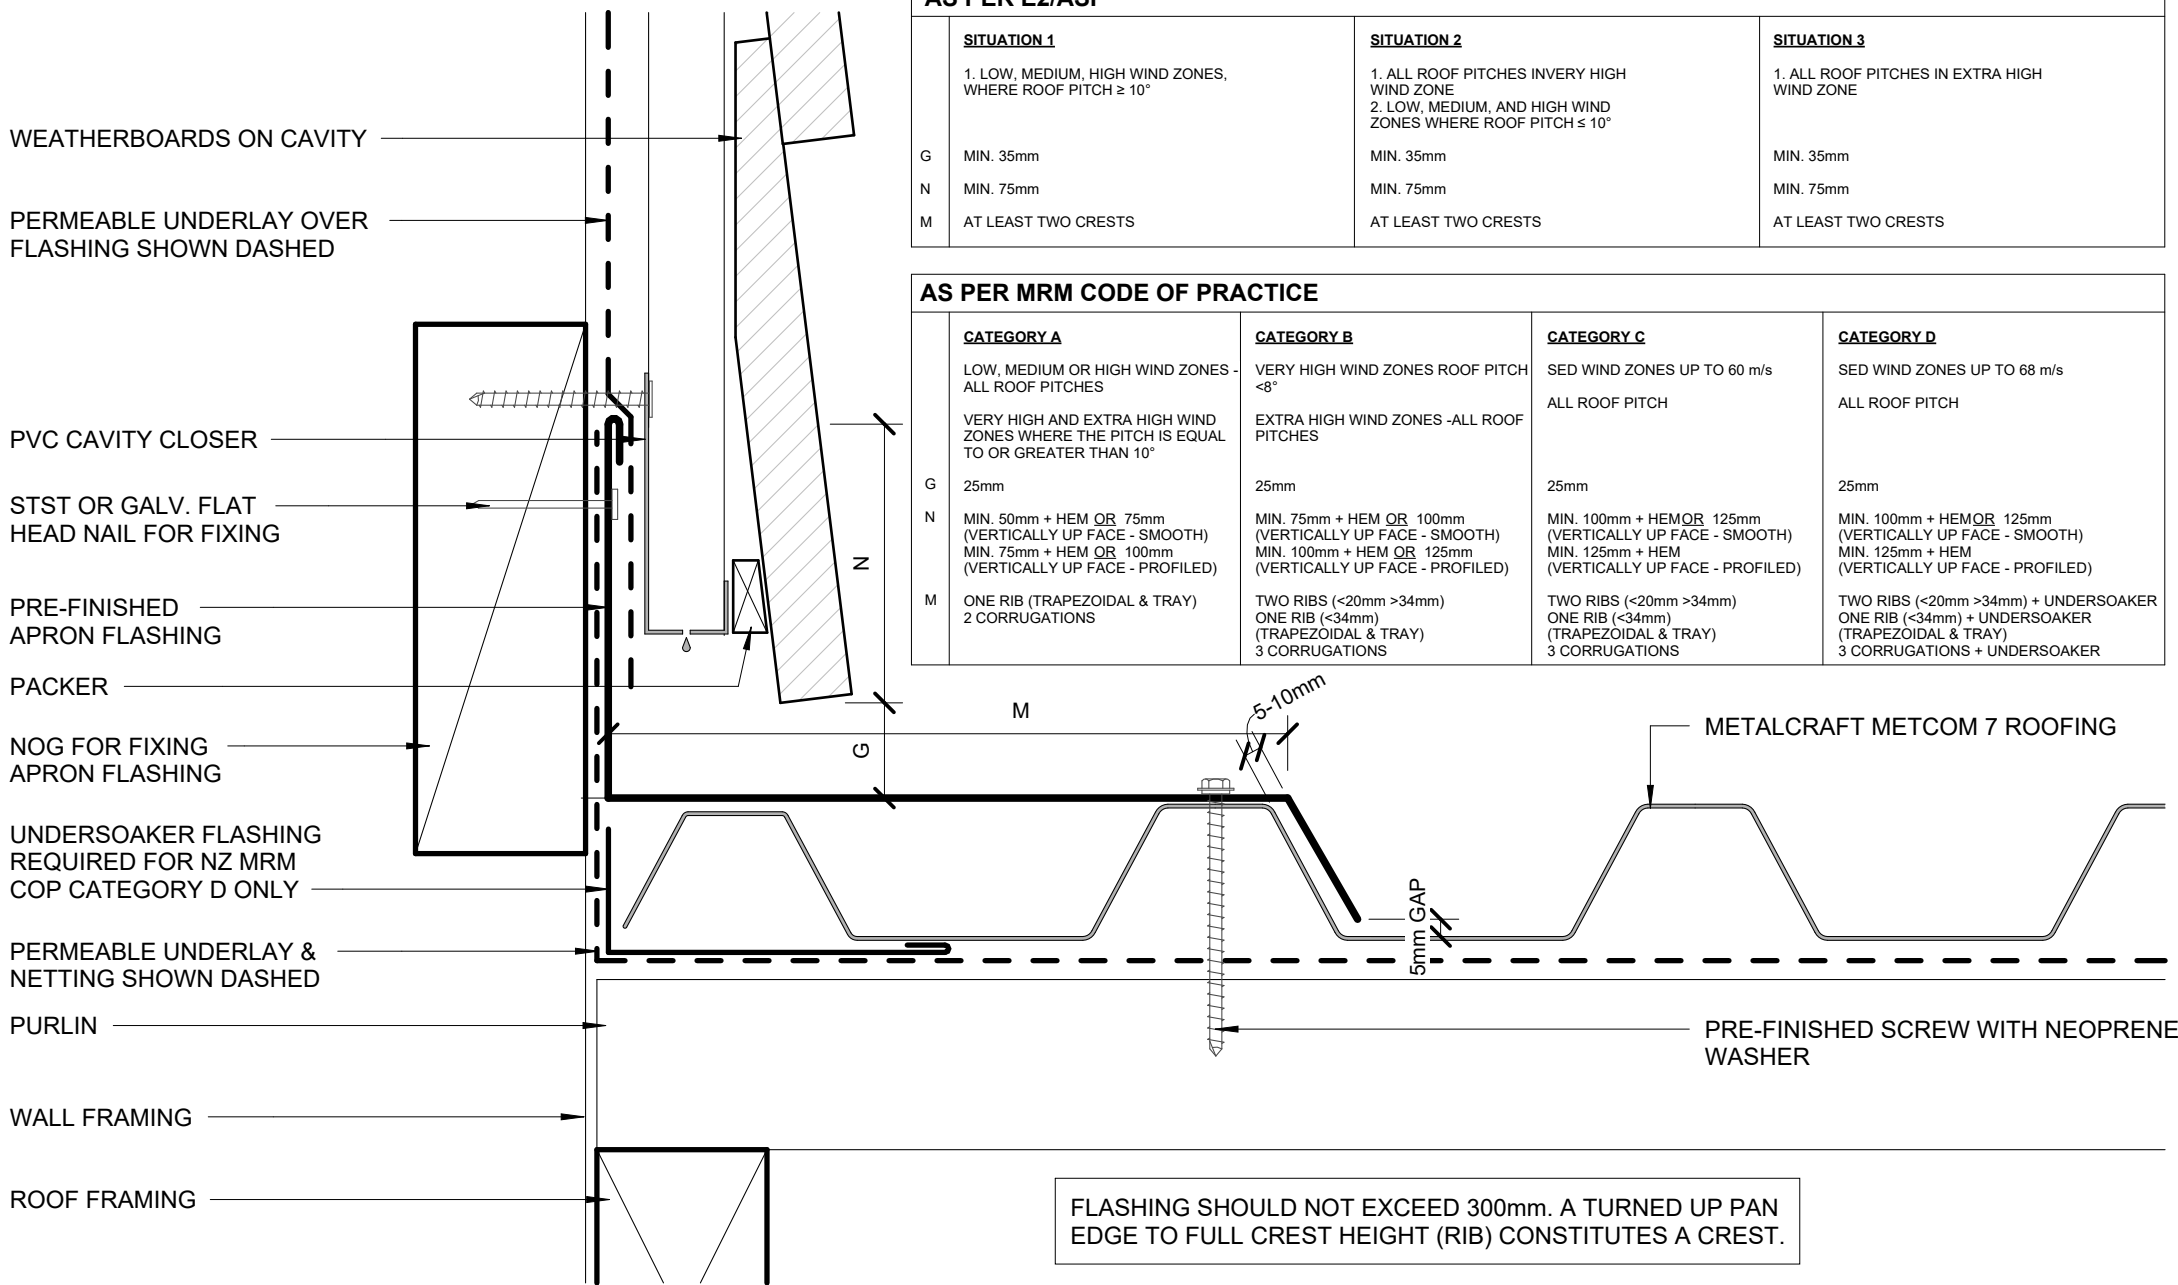 AS PER E2/AS1
SITUATION 1
1. LOW, MEDIUM, HIGH WIND ZONES,
WHERE ROOF PITCH ≥ 10°
SITUATION 2
1. ALL ROOF PITCHES INVERY HIGH
WIND ZONE
2. LOW, MEDIUM, AND HIGH WIND
ZONES WHERE ROOF PITCH ≤ 10°
SITUATION 3
1. ALL ROOF PITCHES IN EXTRA HIGH
WIND ZONE
G MIN. 35mm MIN. 35mm MIN. 35mm
N MIN. 75mm MIN. 75mm MIN. 75mm
M AT LEAST TWO CRESTS AT LEAST TWO CRESTS AT LEAST TWO CRESTS
AS PER MRM CODE OF PRACTICE
CATEGORY A
LOW, MEDIUM OR HIGH WIND ZONES -
ALL ROOF PITCHES
VERY HIGH AND EXTRA HIGH WIND
ZONES WHERE THE PITCH IS EQUAL
TO OR GREATER THAN 10°
G 25mm
N MIN. 50mm + HEM OR 75mm
(VERTICALLY UP FACE - SMOOTH)
MIN. 75mm + HEM OR 100mm
(VERTICALLY UP FACE - PROFILED)
M ONE RIB (TRAPEZOIDAL & TRAY)
2 CORRUGATIONS
CATEGORY B
VERY HIGH WIND ZONES ROOF PITCH
<8°
EXTRA HIGH WIND ZONES -ALL ROOF
PITCHES
25mm
MIN. 75mm + HEM OR 100mm
(VERTICALLY UP FACE - SMOOTH)
MIN. 100mm + HEM OR 125mm
(VERTICALLY UP FACE - PROFILED)
TWO RIBS (<20mm >34mm)
ONE RIB (<34mm)
(TRAPEZOIDAL & TRAY)
3 CORRUGATIONS
CATEGORY C
SED WIND ZONES UP TO 60 m/s
ALL ROOF PITCH
25mm
MIN. 100mm + HEMOR 125mm
(VERTICALLY UP FACE - SMOOTH)
MIN. 125mm + HEM
(VERTICALLY UP FACE - PROFILED)
TWO RIBS (<20mm >34mm)
ONE RIB (<34mm)
(TRAPEZOIDAL & TRAY)
3 CORRUGATIONS
CATEGORY D
SED WIND ZONES UP TO 68 m/s
ALL ROOF PITCH
25mm
MIN. 100mm + HEMOR 125mm
(VERTICALLY UP FACE - SMOOTH)
MIN. 125mm + HEM
(VERTICALLY UP FACE - PROFILED)
TWO RIBS (<20mm >34mm) + UNDERSOAKER
ONE RIB (<34mm) + UNDERSOAKER
(TRAPEZOIDAL & TRAY)
3 CORRUGATIONS + UNDERSOAKER
WEATHERBOARDS ON CAVITY
PERMEABLE UNDERLAY OVER
FLASHING SHOWN DASHED
PVC CAVITY CLOSER
STST OR GALV. FLAT
HEAD NAIL FOR FIXING
PRE-FINISHED
APRON FLASHING
PACKER
NOG FOR FIXING
APRON FLASHING
UNDERSOAKER FLASHING
REQUIRED FOR NZ MRM
COP CATEGORY D ONLY
PERMEABLE UNDERLAY &
NETTING SHOWN DASHED
PURLIN
WALL FRAMING
ROOF FRAMING
N
G
M
5-10mm
5mm GAP
METALCRAFT METCOM 7 ROOFING
PRE-FINISHED SCREW WITH NEOPRENE
WASHER
FLASHING SHOULD NOT EXCEED 300mm. A TURNED UP PAN
EDGE TO FULL CREST HEIGHT (RIB) CONSTITUTES A CREST.